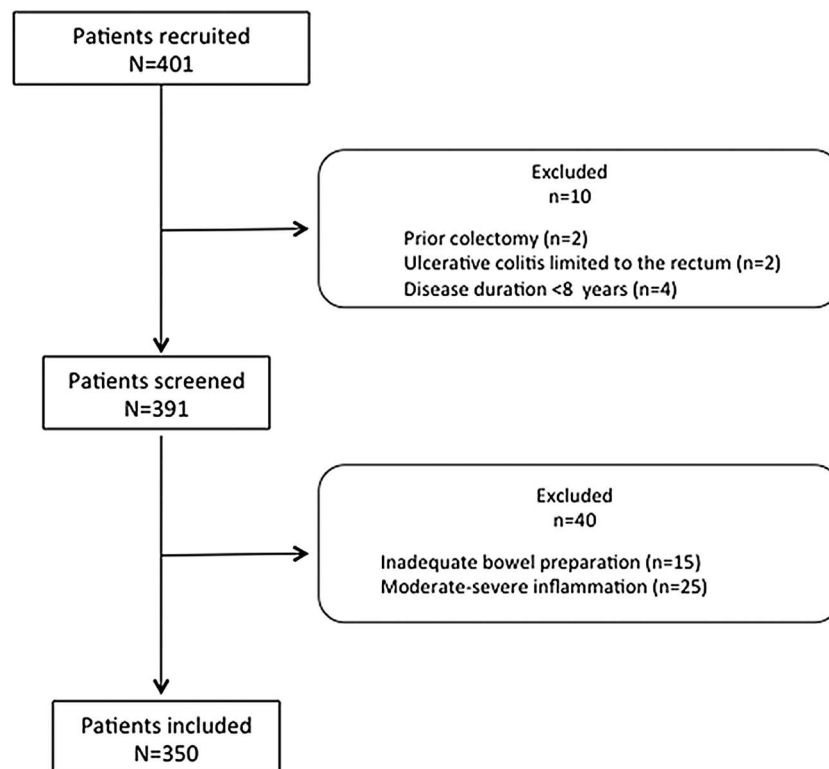 Patients recruited
N=401
Excluded
n=10
Prior colectomy (n=2)
Ulcerative colitis limited to the rectum (n=2)
Disease duration <8 years (n=4)
Patients screened
N=391
Excluded
n=40
Inadequate bowel preparation (n=15)
Moderate-severe inflammation (n=25)
Patients included
N=350